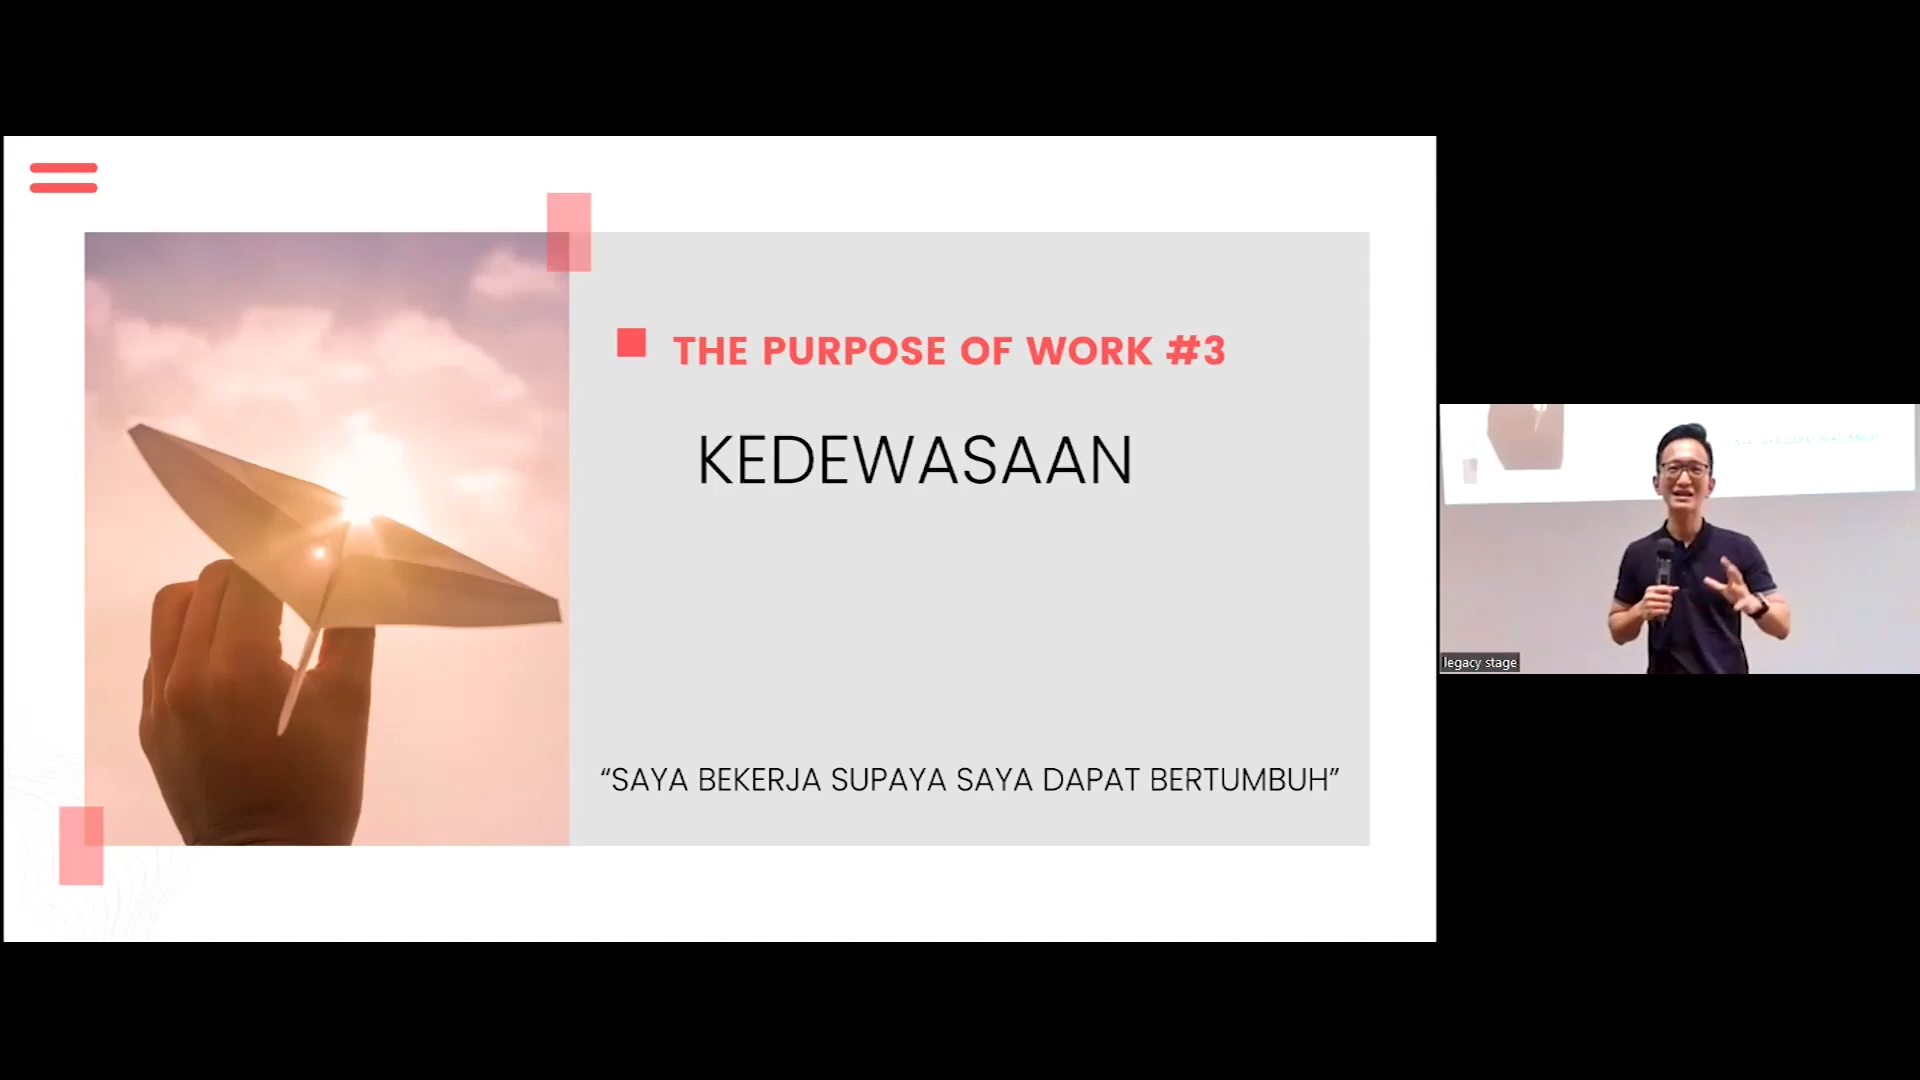 THE PURPOSE OF WORK #3
KEDEWASAAN
“SAYA BEKERJA SUPAYA SAYA DAPAT BERTUMBUH”
legacy stage